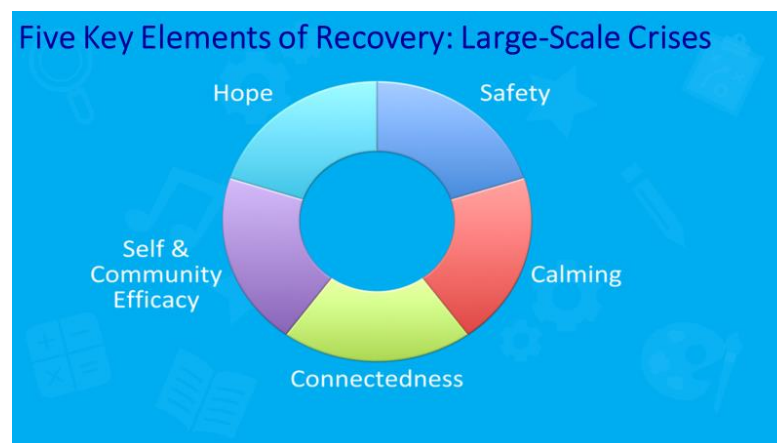 Five Key Elements of Recovery: Large-Scale Crises
Hope
Safety
Self &
Community
Efficacy
Calming
Connectedness